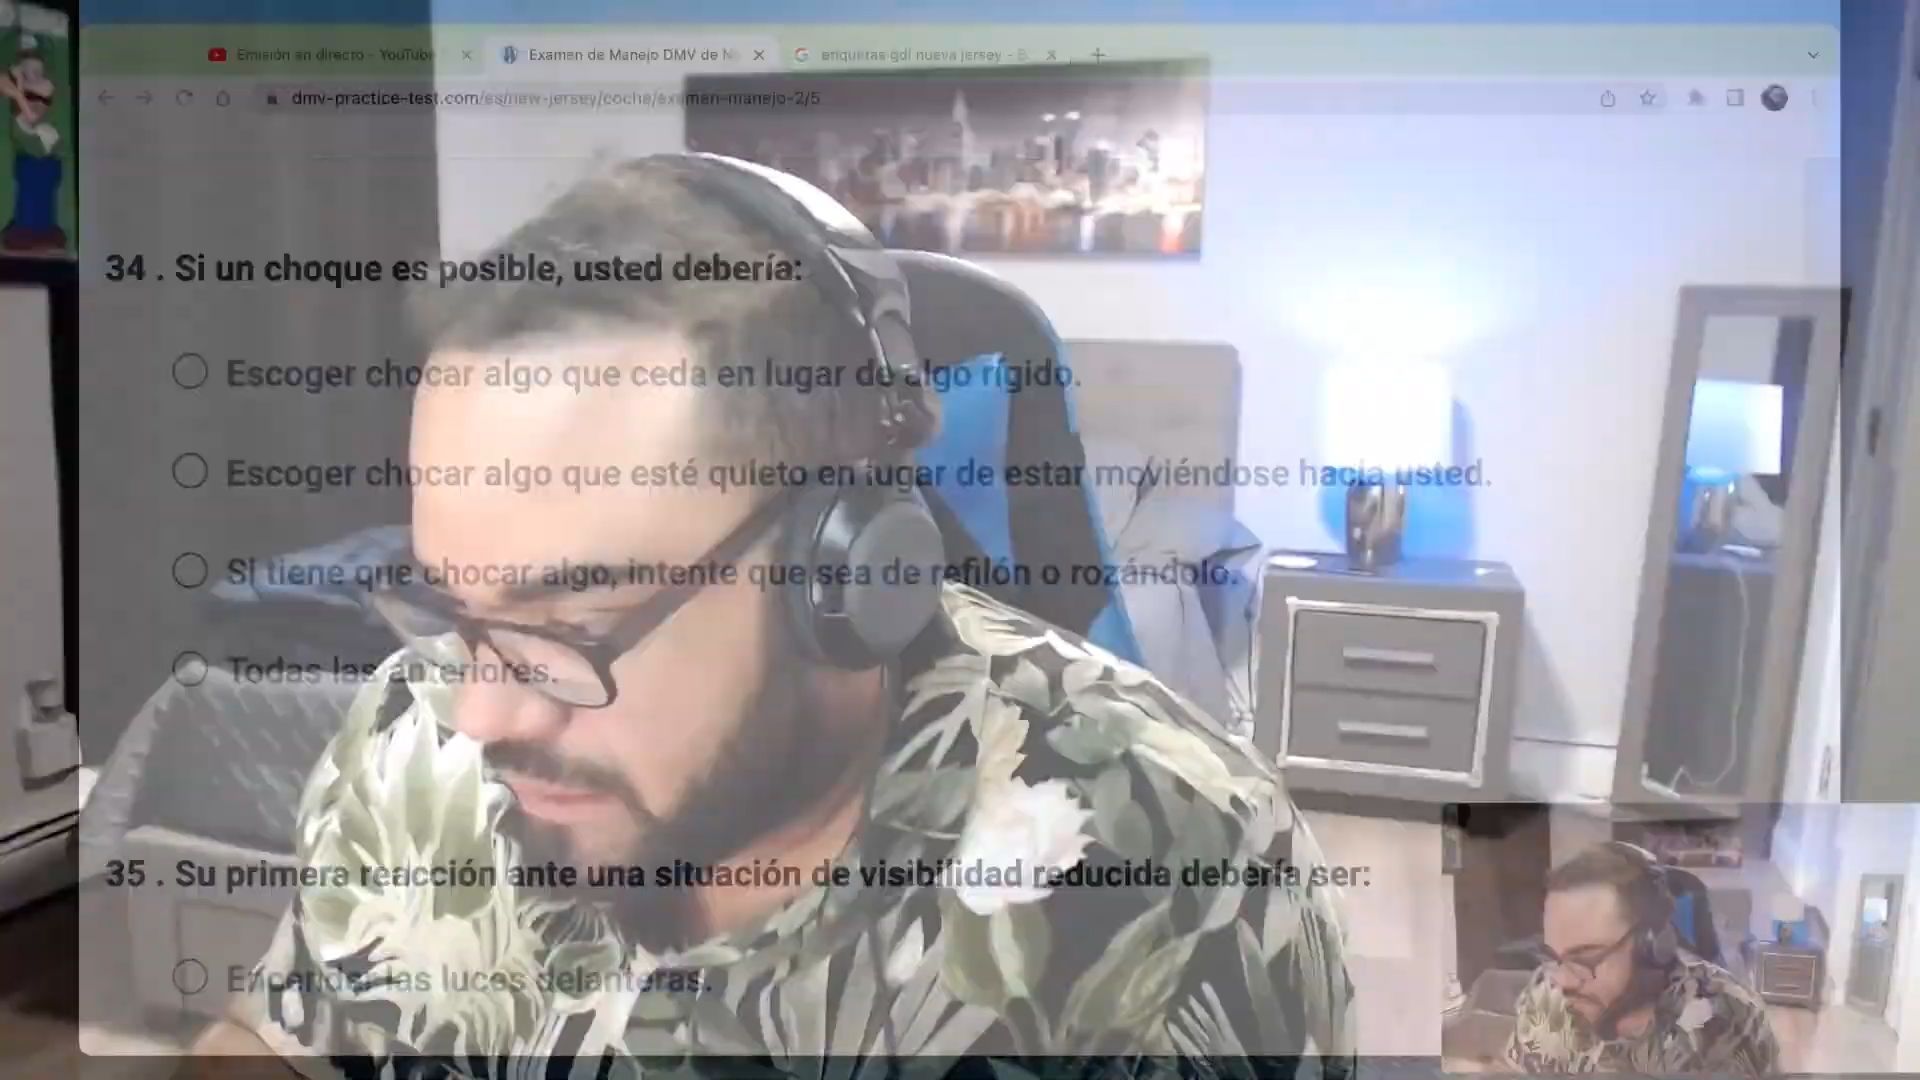 Emisión en directo - YouTube
Examen de Manejo DMV de N
etiquetas gdl nueva jersey - B
dmv-practice-test.com/es/new-jersey/coche/examen-manejo-2/5
34 . Si un choque es posible, usted debería:
Escoger chocar algo que ceda en lugar de algo rígido.
Escoger chocar algo que esté quieto en lugar de estar moviéndose hacia usted.
Si tiene que chocar algo, intente que sea de refilón o rozándolo.
Todas las anteriores.
35 . Su primera reacción ante una situación de visibilidad reducida debería ser:
Encender las luces delanteras.